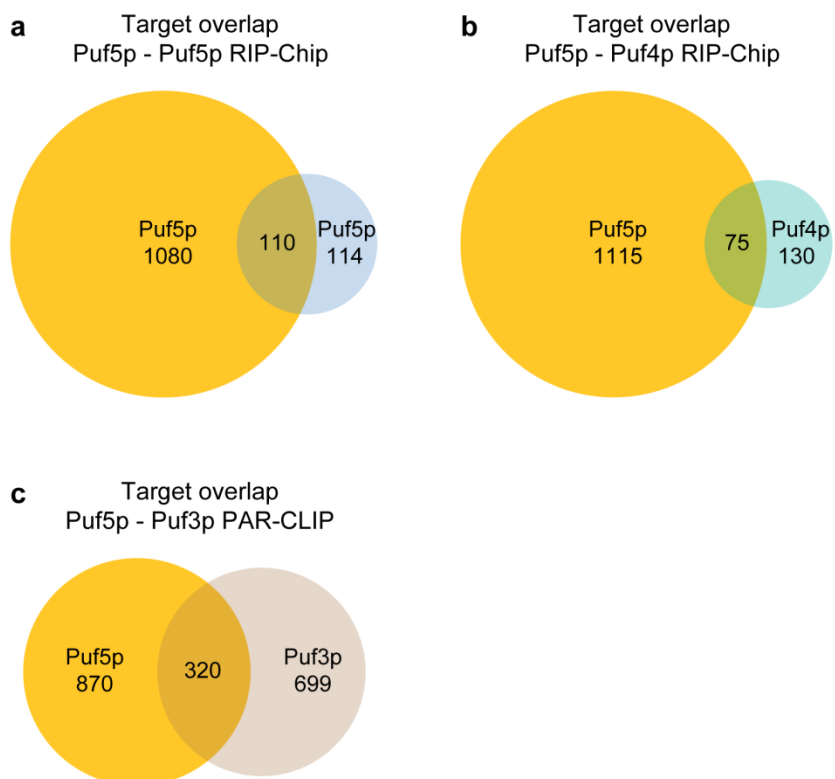 a
Target overlap
Puf5p - Puf5p RIP-Chip
Puf5p
1080
110
Puf5p
114
b
Target overlap
Puf5p - Puf4p RIP-Chip
Puf5p
1115
75
Puf4p
130
c
Target overlap
Puf5p - Puf3p PAR-CLIP
Puf5p
870
320
Puf3p
699